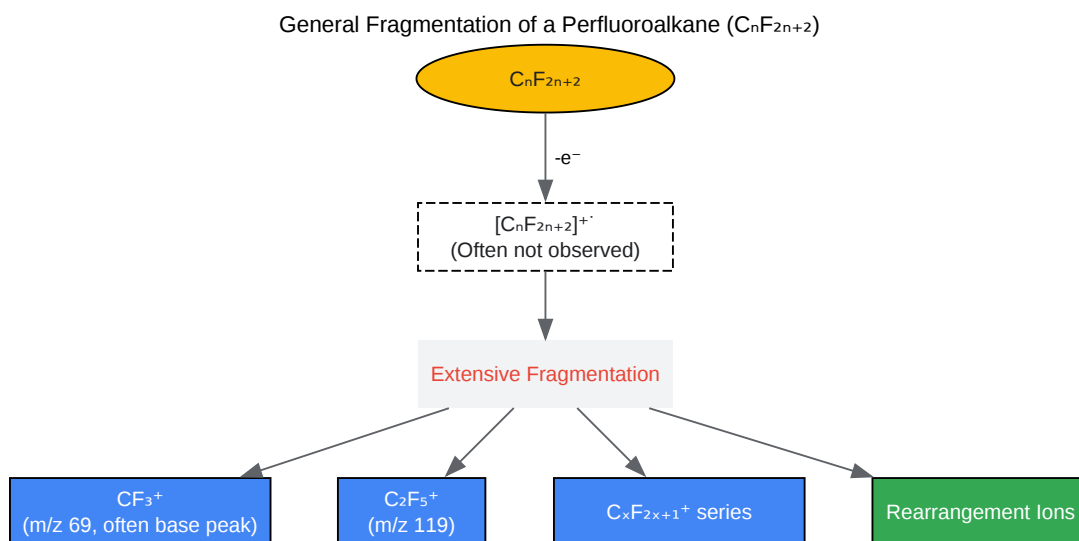 General Fragmentation of a Perfluoroalkane (CₙF₂ₙ₊₂)
CₙF₂ₙ₊₂
-e⁻
[CₙF₂ₙ₊₂]⁺˙
(Often not observed)
Extensive Fragmentation
CF₃⁺
(m/z 69, often base peak)
C₂F₅⁺
(m/z 119)
CₓF₂ₓ₊₁⁺ series
Rearrangement Ions